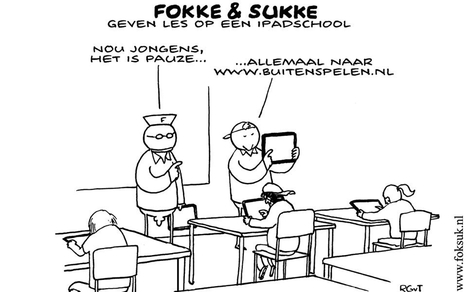 FOKKE & SUKKE
GEVEN LES OP EEN IPADSCHOOL
NOU JONGENS,
HET IS PAUZE...
...ALLEMAAL NAAR
WWW.BUITENSPELEN.NL
F
RGvT
www.foksuk.nl